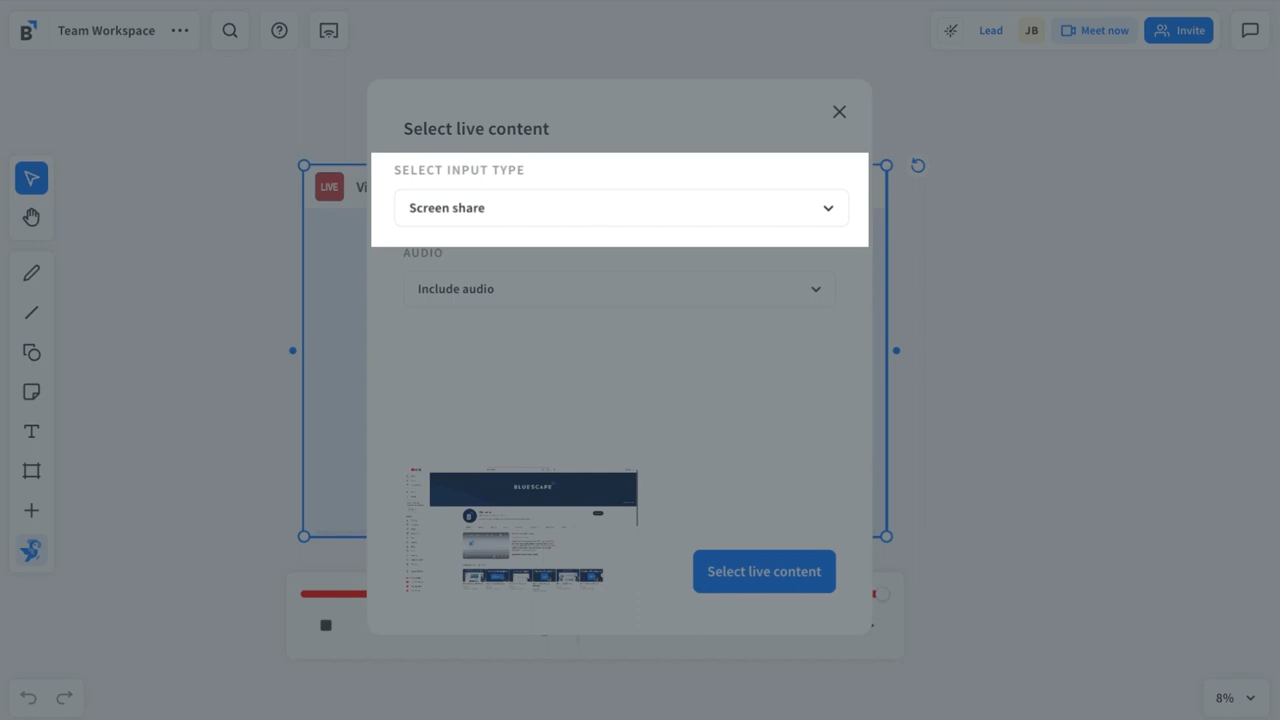 Team Workspace
Lead
JB
Meet now
Invite
Select live content
SELECT INPUT TYPE
LIVE
Vi
Screen share
AUDIO
Include audio
BLUESCAPE
Select live content
8%